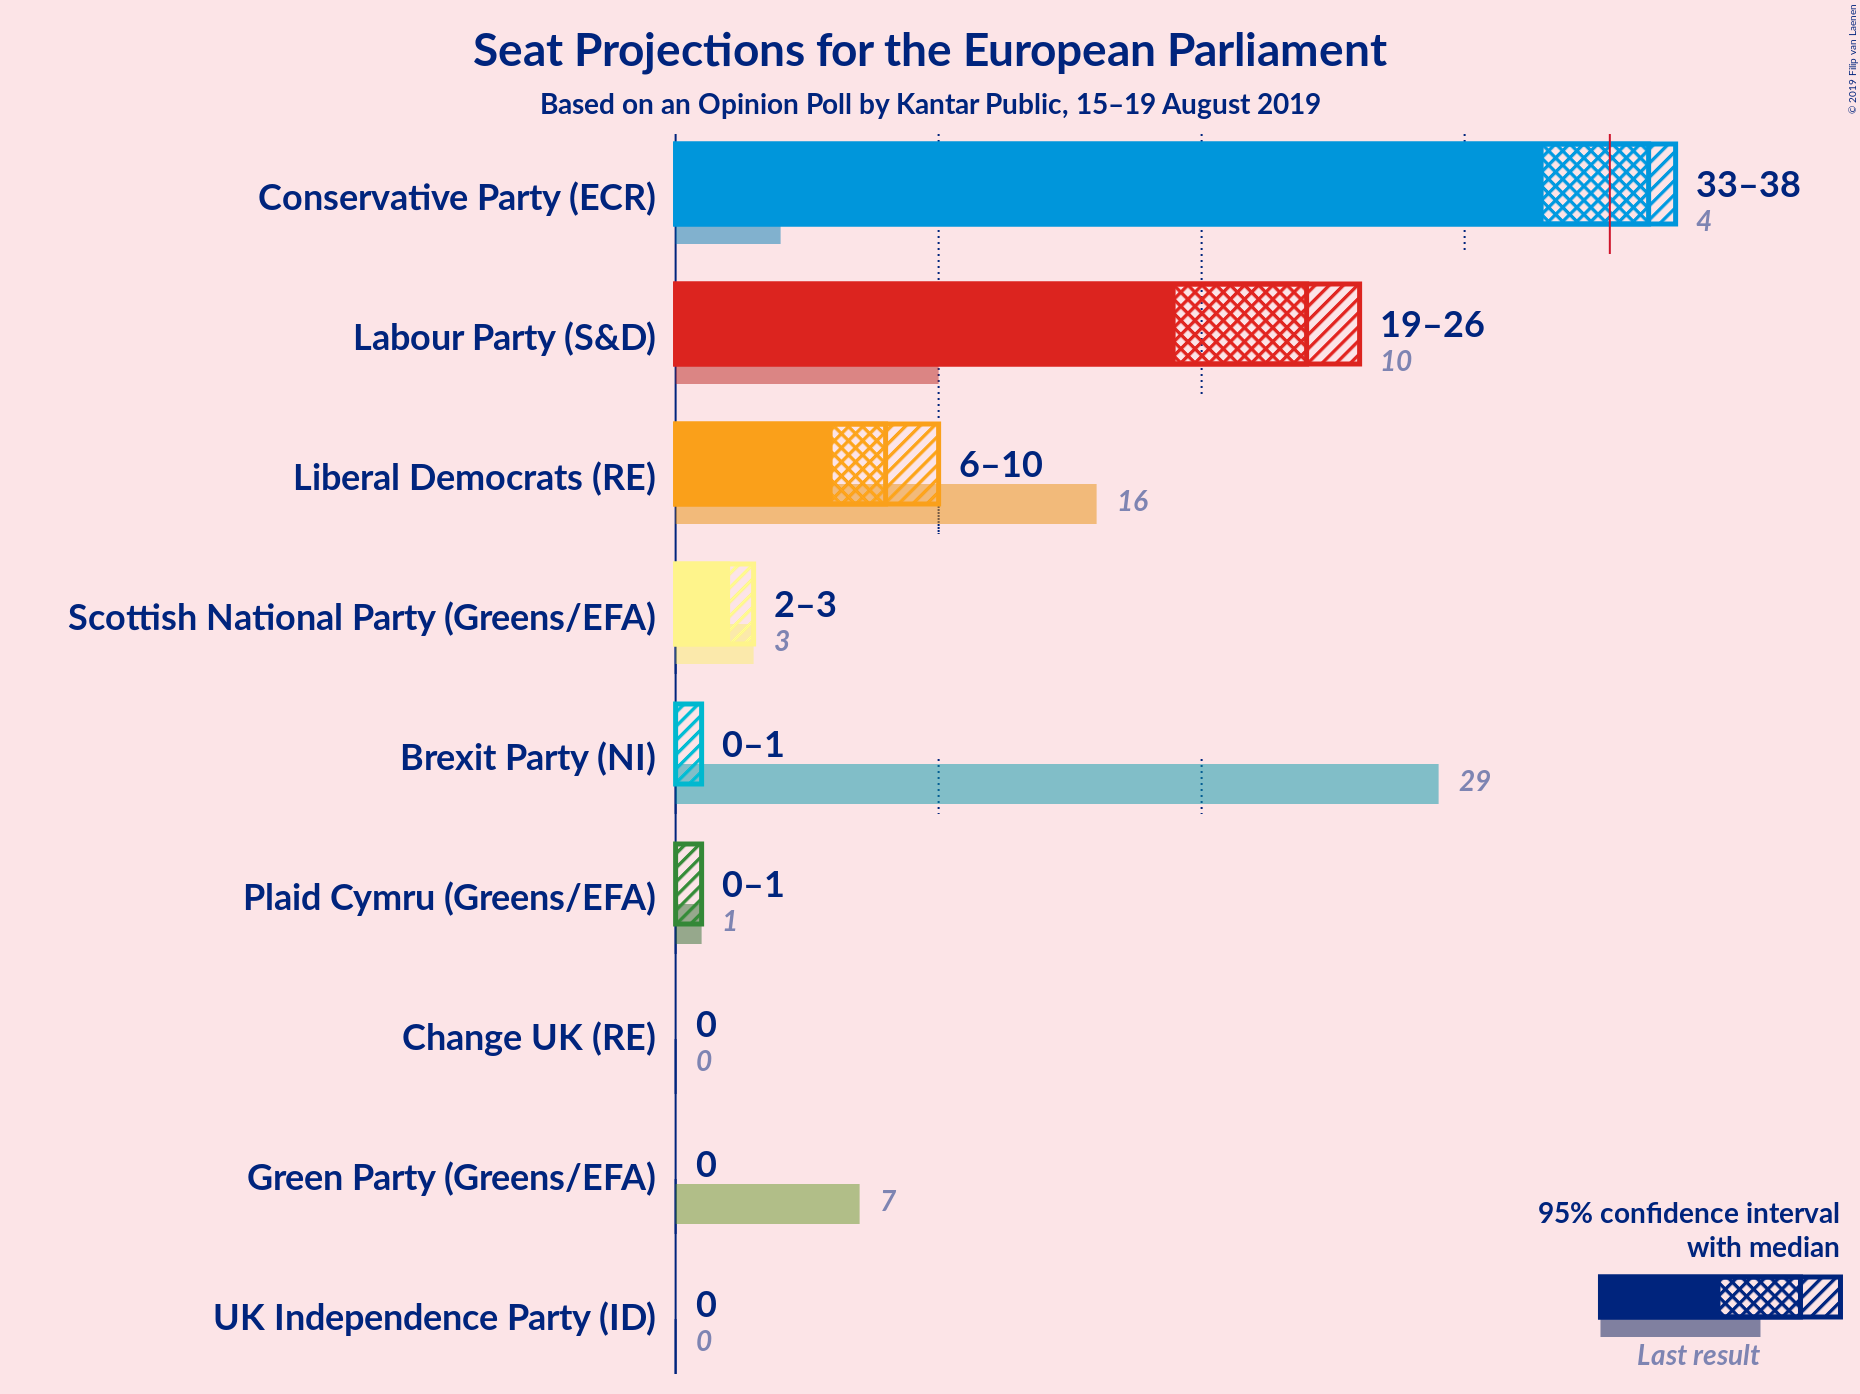 Seat Projections for the European Parliament
Based on an Opinion Poll by Kantar Public, 15–19 August 2019
© 2019 Filip van Laenen
Conservative Party (ECR)
33–38
4
Labour Party (S&D)
19–26
10
Liberal Democrats (RE)
6–10
16
Scottish National Party (Greens/EFA)
2–3
3
Brexit Party (NI)
0–1
29
Plaid Cymru (Greens/EFA)
0–1
1
Change UK (RE)
0
0
Green Party (Greens/EFA)
0
7
UK Independence Party (ID)
0
0
95% confidence interval
with median
Last result